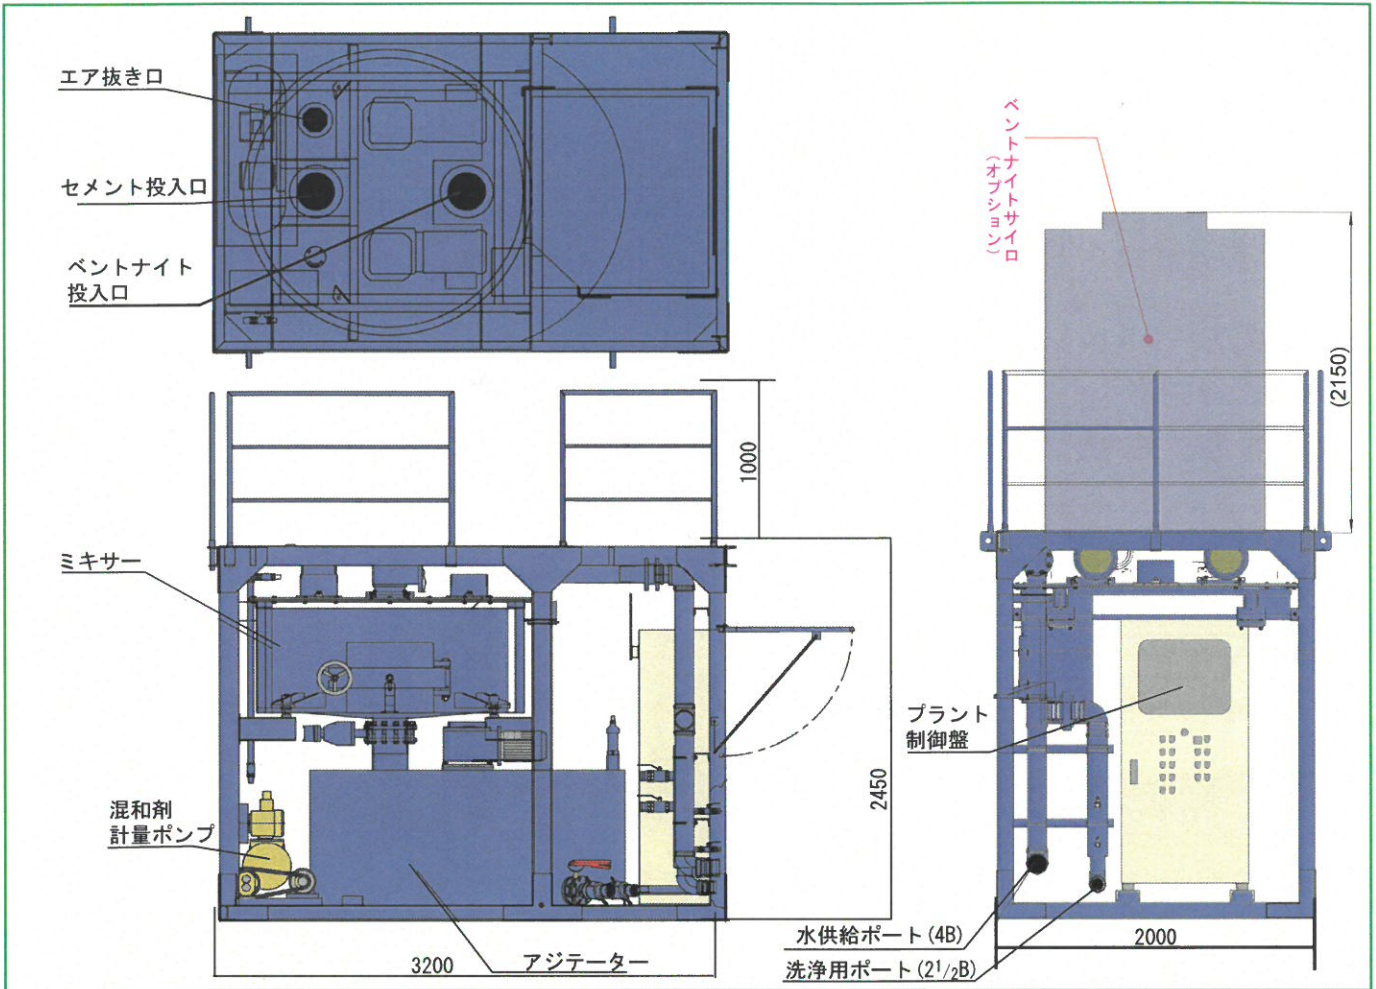 エア抜き口
セメント投入口
ベントナイト
投入口
ベントナイトサイロ
(オプション)
(2150)
1000
ミキサー
プラント
制御盤
2450
混和剤
計量ポンプ
水供給ポート(4B)
2000
3200
アジテーター
洗浄用ポート(2¹/₂B)